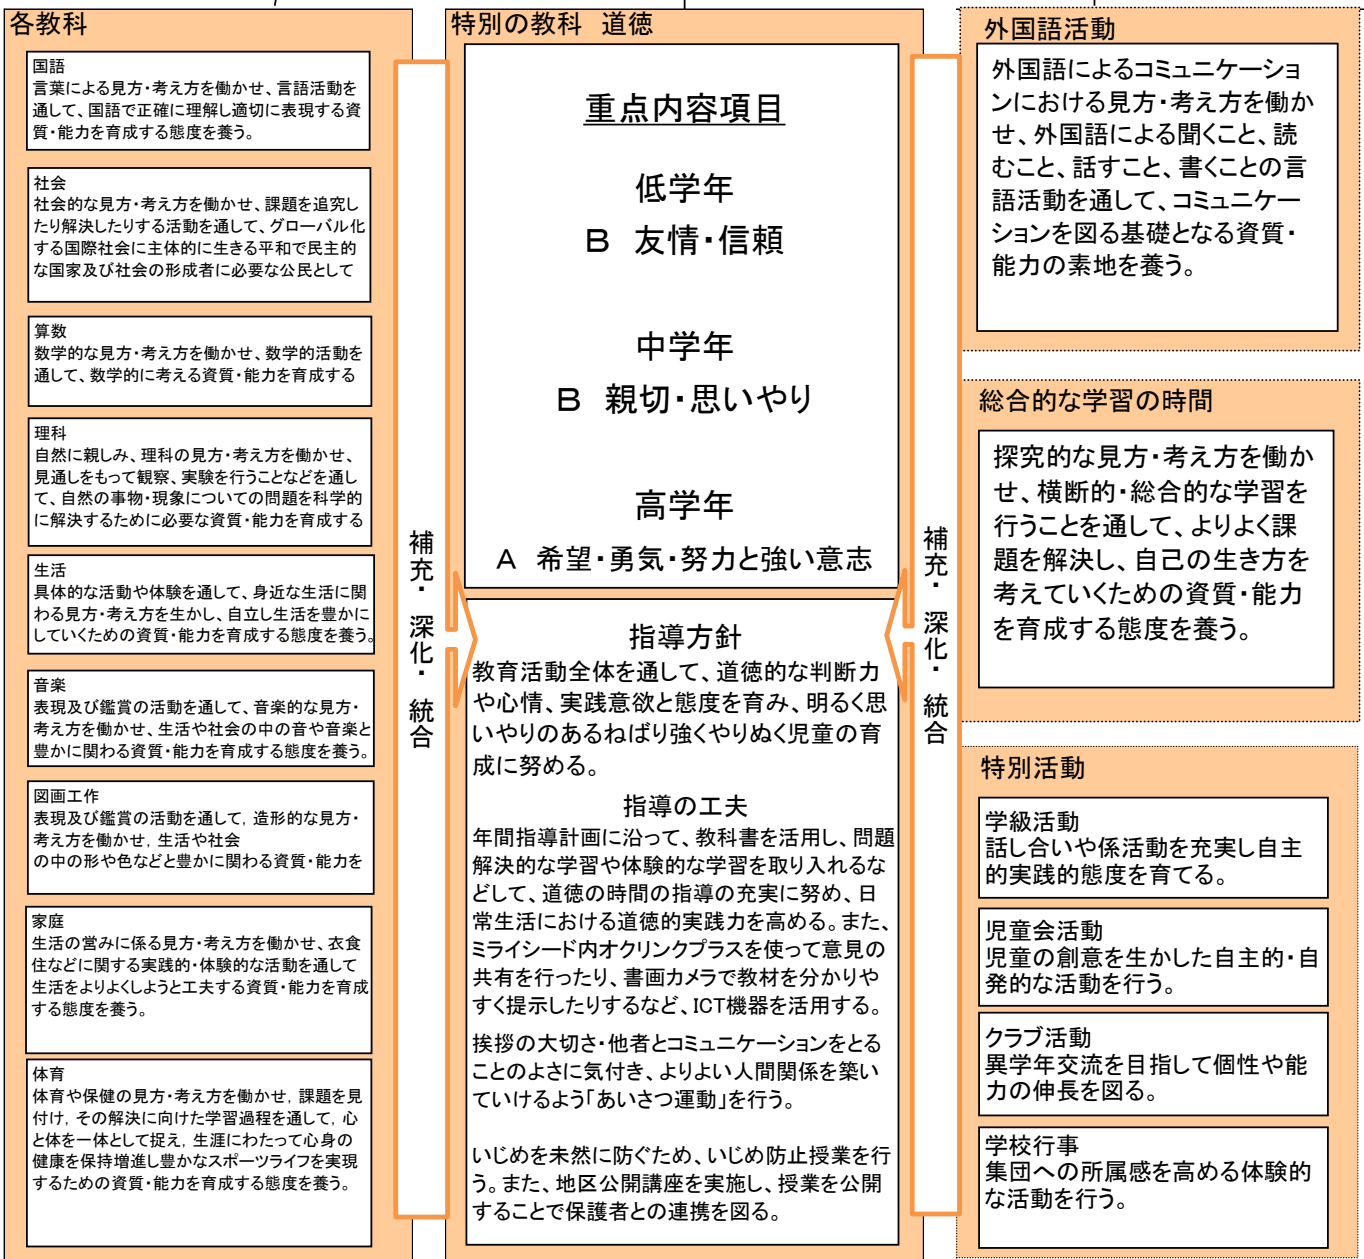 各教科
国語
言葉による見方・考え方を働かせ、言語活動を
通して、国語で正確に理解し適切に表現する資
質・能力を育成する態度を養う。
社会
社会的な見方・考え方を働かせ、課題を追究し
たり解決したりする活動を通して、グローバル化
する国際社会に主体的に生きる平和で民主的
な国家及び社会の形成者に必要な公民として
算数
数学的な見方・考え方を働かせ、数学的活動を
通して、数学的に考える資質・能力を育成する
理科
自然に親しみ、理科の見方・考え方を働かせ、
見通しをもって観察、実験を行うことなどを通し
て、自然の事物・現象についての問題を科学的
に解決するために必要な資質・能力を育成する
生活
具体的な活動や体験を通して、身近な生活に関
わる見方・考え方を生かし、自立し生活を豊かに
していくための資質・能力を育成する態度を養う。
音楽
表現及び鑑賞の活動を通して、音楽的な見方・
考え方を働かせ、生活や社会の中の音や音楽と
豊かに関わる資質・能力を育成する態度を養う。
図画工作
表現及び鑑賞の活動を通して，造形的な見方・
考え方を働かせ，生活や社会
の中の形や色などと豊かに関わる資質・能力を
家庭
生活の営みに係る見方・考え方を働かせ、衣食
住などに関する実践的・体験的な活動を通して
生活をよりよくしようと工夫する資質・能力を育成
する態度を養う。
体育
体育や保健の見方・考え方を働かせ，課題を見
付け，その解決に向けた学習過程を通して，心
と体を一体として捉え，生涯にわたって心身の
健康を保持増進し豊かなスポーツライフを実現
するための資質・能力を育成する態度を養う。
補充・深化・統合
特別の教科 道徳
重点内容項目
低学年
B 友情・信頼
中学年
B 親切・思いやり
高学年
A 希望・勇気・努力と強い意志
指導方針
教育活動全体を通して、道徳的な判断力
や心情、実践意欲と態度を育み、明るく思
いやりのあるねばり強くやりぬく児童の育
成に努める。
指導の工夫
年間指導計画に沿って、教科書を活用し、問題
解決的な学習や体験的な学習を取り入れるな
どして、道徳の時間の指導の充実に努め、日
常生活における道徳的実践力を高める。また、
ミライシード内オクリンクプラスを使って意見の
共有を行ったり、書画カメラで教材を分かりや
すく提示したりするなど、ICT機器を活用する。
挨拶の大切さ・他者とコミュニケーションをとる
ことのよさに気付き、よりよい人間関係を築い
ていけるよう「あいさつ運動」を行う。
いじめを未然に防ぐため、いじめ防止授業を行
う。また、地区公開講座を実施し、授業を公開
することで保護者との連携を図る。
補充・深化・統合
外国語活動
外国語によるコミュニケーショ
ンにおける見方・考え方を働か
せ、外国語による聞くこと、読
むこと、話すこと、書くことの言
語活動を通して、コミュニケー
ションを図る基礎となる資質・
能力の素地を養う。
総合的な学習の時間
探究的な見方・考え方を働か
せ、横断的・総合的な学習を
行うことを通して、よりよく課
題を解決し、自己の生き方を
考えていくための資質・能力
を育成する態度を養う。
特別活動
学級活動
話し合いや係活動を充実し自主
的実践的態度を育てる。
児童会活動
児童の創意を生かした自主的・自
発的な活動を行う。
クラブ活動
異学年交流を目指して個性や能
力の伸長を図る。
学校行事
集団への所属感を高める体験的
な活動を行う。